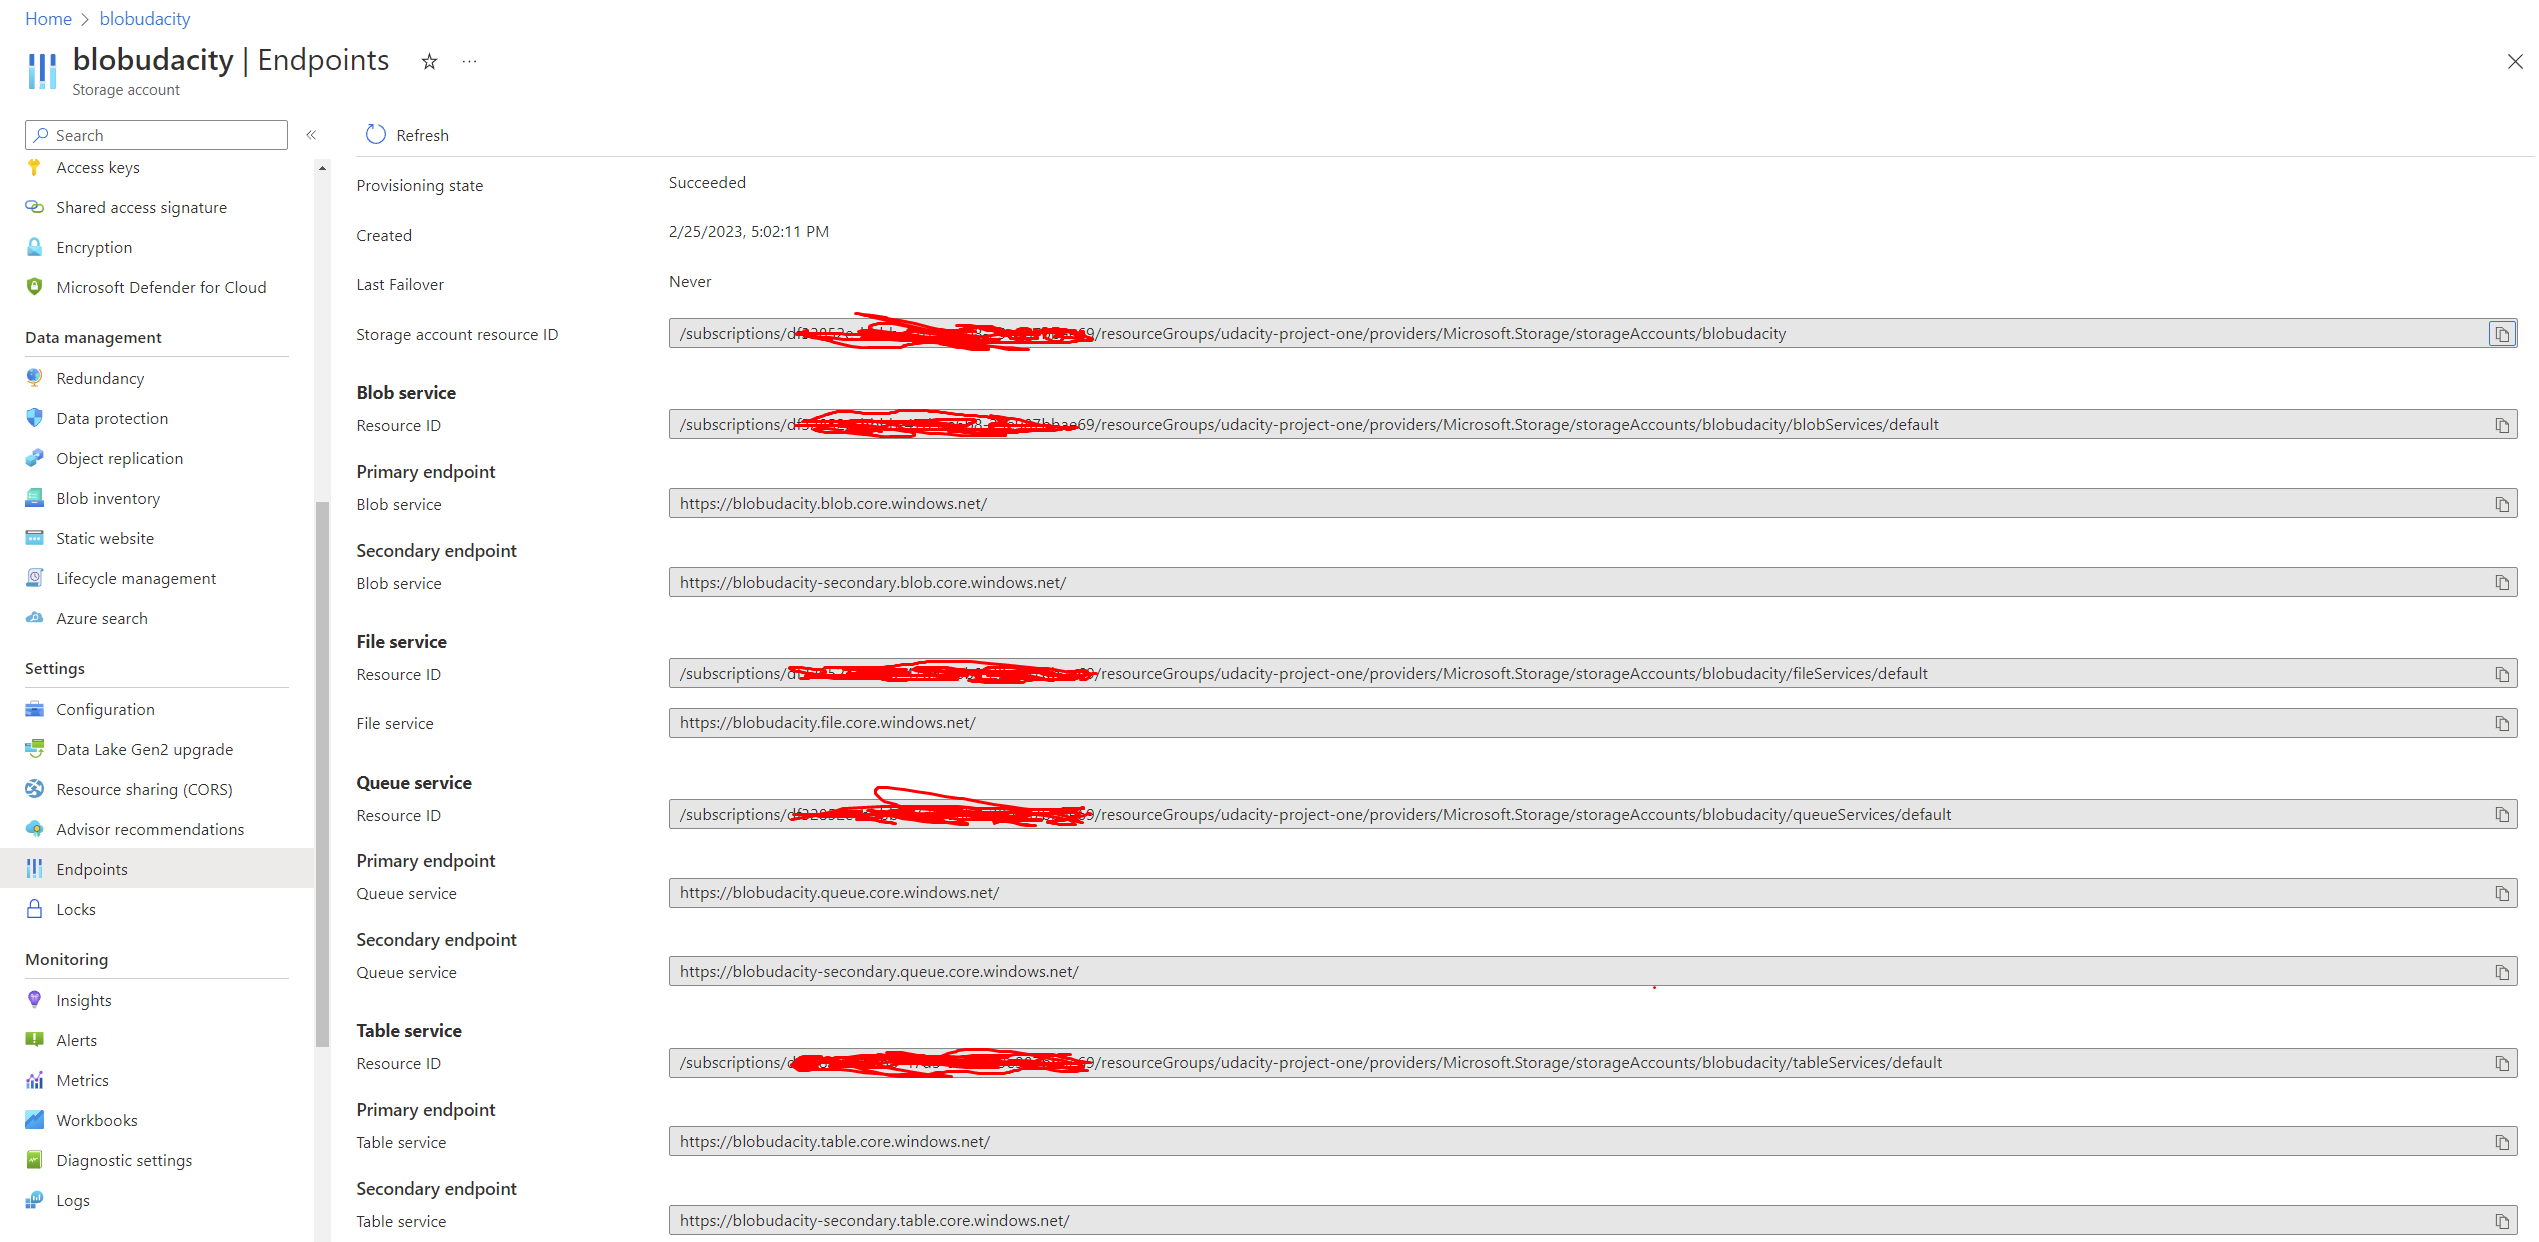 Home > blobudacity
blobudacity | Endpoints
Storage account
Search
Refresh
Access keys
Shared access signature
Encryption
Microsoft Defender for Cloud
Data management
Redundancy
Data protection
Object replication
Blob inventory
Static website
Lifecycle management
Azure search
Settings
Configuration
Data Lake Gen2 upgrade
Resource sharing (CORS)
Advisor recommendations
Endpoints
Locks
Monitoring
Insights
Alerts
Metrics
Workbooks
Diagnostic settings
Logs
Provisioning state Succeeded
Created 2/25/2023, 5:02:11 PM
Last Failover Never
Storage account resource ID /subscriptions/ /resourceGroups/udacity-project-one/providers/Microsoft.Storage/storageAccounts/blobudacity
Blob service
Resource ID /subscriptions/ /resourceGroups/udacity-project-one/providers/Microsoft.Storage/storageAccounts/blobudacity/blobServices/default
Primary endpoint
Blob service https://blobudacity.blob.core.windows.net/
Secondary endpoint
Blob service https://blobudacity-secondary.blob.core.windows.net/
File service
Resource ID /subscriptions/ /resourceGroups/udacity-project-one/providers/Microsoft.Storage/storageAccounts/blobudacity/fileServices/default
File service https://blobudacity.file.core.windows.net/
Queue service
Resource ID /subscriptions/ /resourceGroups/udacity-project-one/providers/Microsoft.Storage/storageAccounts/blobudacity/queueServices/default
Primary endpoint
Queue service https://blobudacity.queue.core.windows.net/
Secondary endpoint
Queue service https://blobudacity-secondary.queue.core.windows.net/
Table service
Resource ID /subscriptions/ /resourceGroups/udacity-project-one/providers/Microsoft.Storage/storageAccounts/blobudacity/tableServices/default
Primary endpoint
Table service https://blobudacity.table.core.windows.net/
Secondary endpoint
Table service https://blobudacity-secondary.table.core.windows.net/